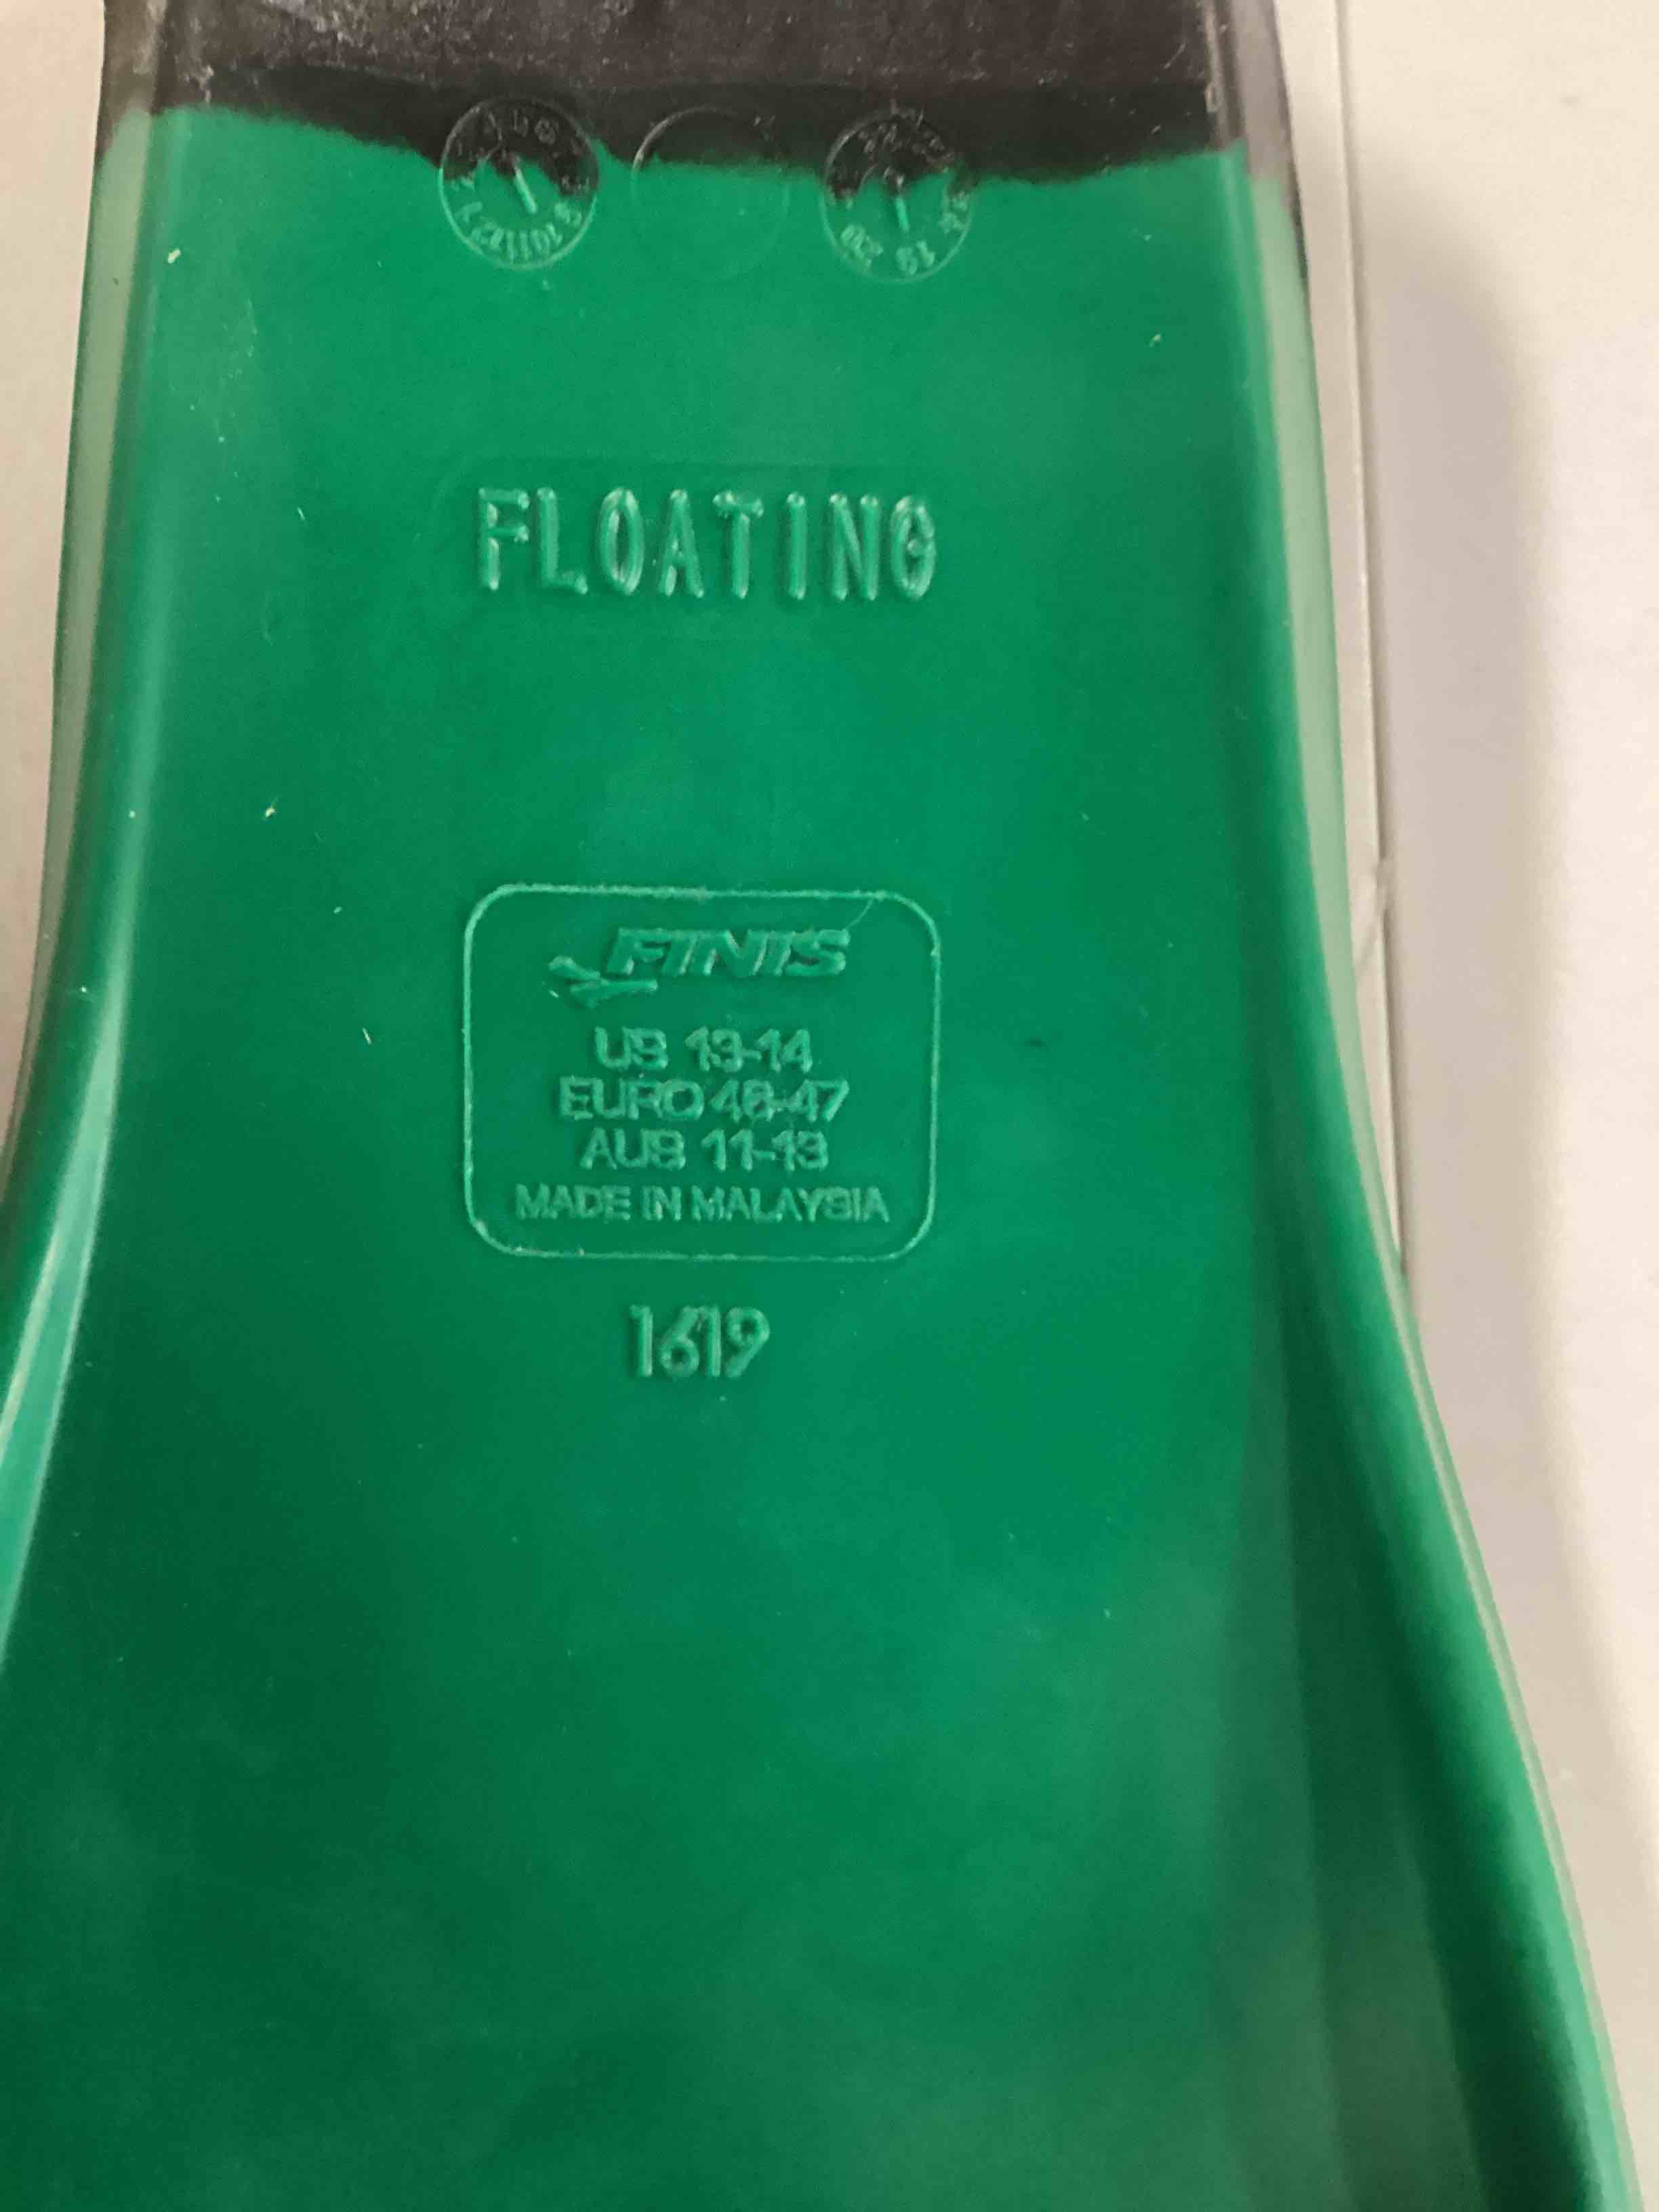 FLOATING
FINIS
US 13-14
EURO 46-47
AUS 11-13
MADE IN MALAYSIA
1619